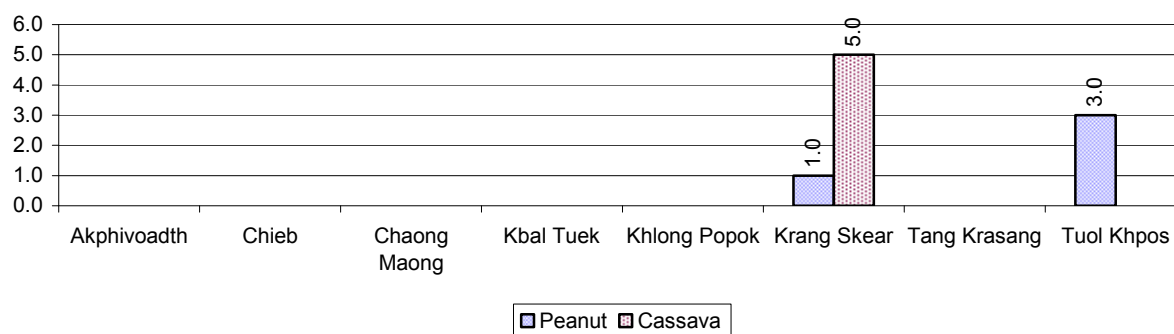 6.0
5.0
4.0
3.0
2.0
1.0
0.0
1.0
5.0
3.0
Akphivoadth
Chieb
Chaong
Maong
Kbal Tuek
Khlong Popok
Krang Skear
Tang Krasang
Tuol Khpos
Peanut
Cassava